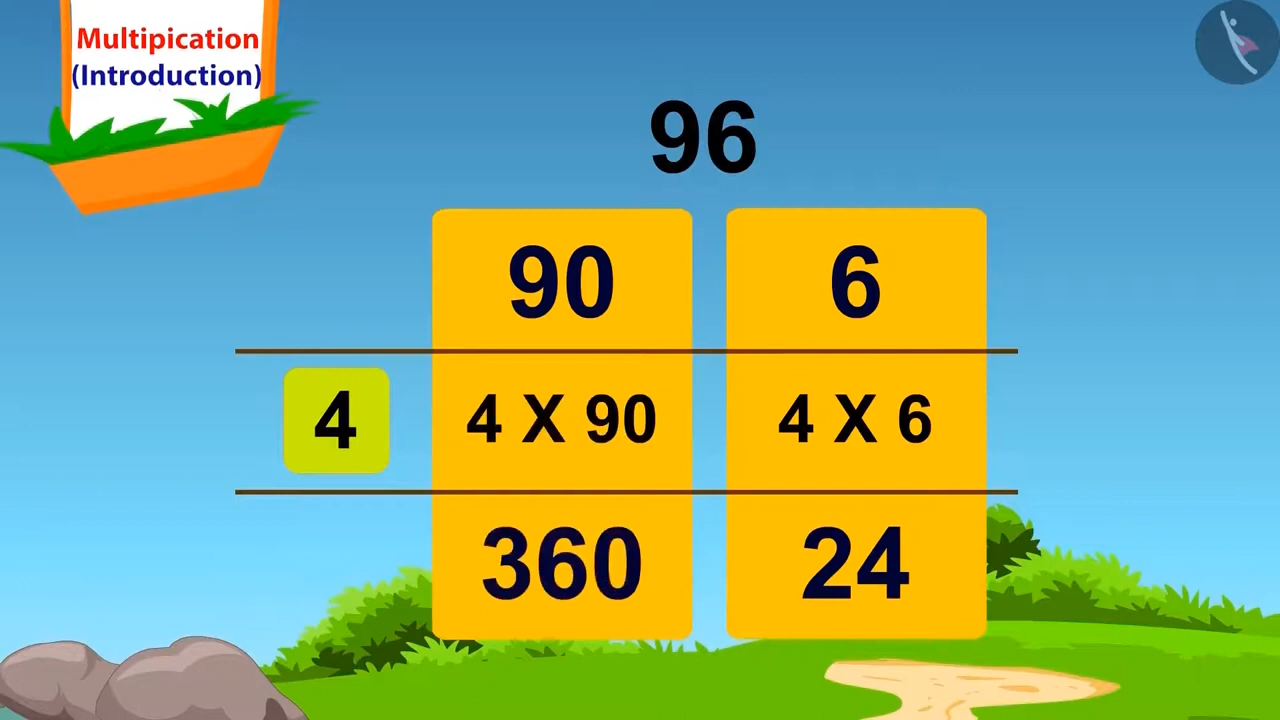 Multipication
(Introduction)
96
90 6
4 4 X 90 4 X 6
360 24